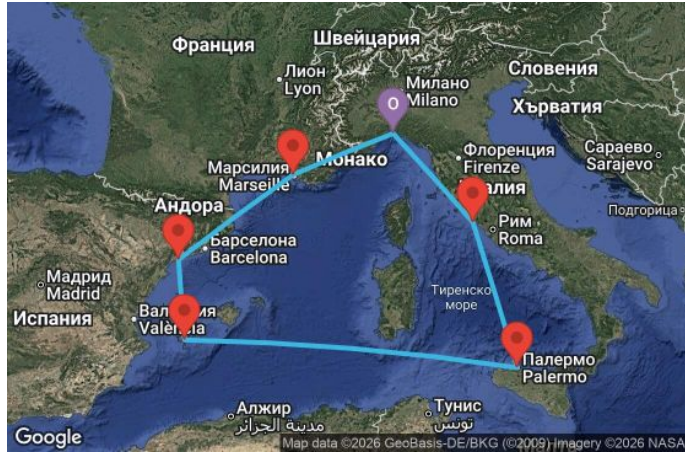 Франция
Швейцария
Лион
Lyon
Милано
Milano
Словения
Хърватия
O
Марсилия
Marseille
Монако
Флоренция
Firenze
Сараево
Sarajevo
Андора
Подгорица
Рим
Roma
Барселона
Barcelona
Мадрид
Madrid
Тиренско
море
Испания
València
Палермо
Palermo
Алжир
مدينة الجزائر
Тунис
تونس
Google
Map data ©2026 GeoBasis-DE/BKG (©2009) Imagery ©2026 NASA